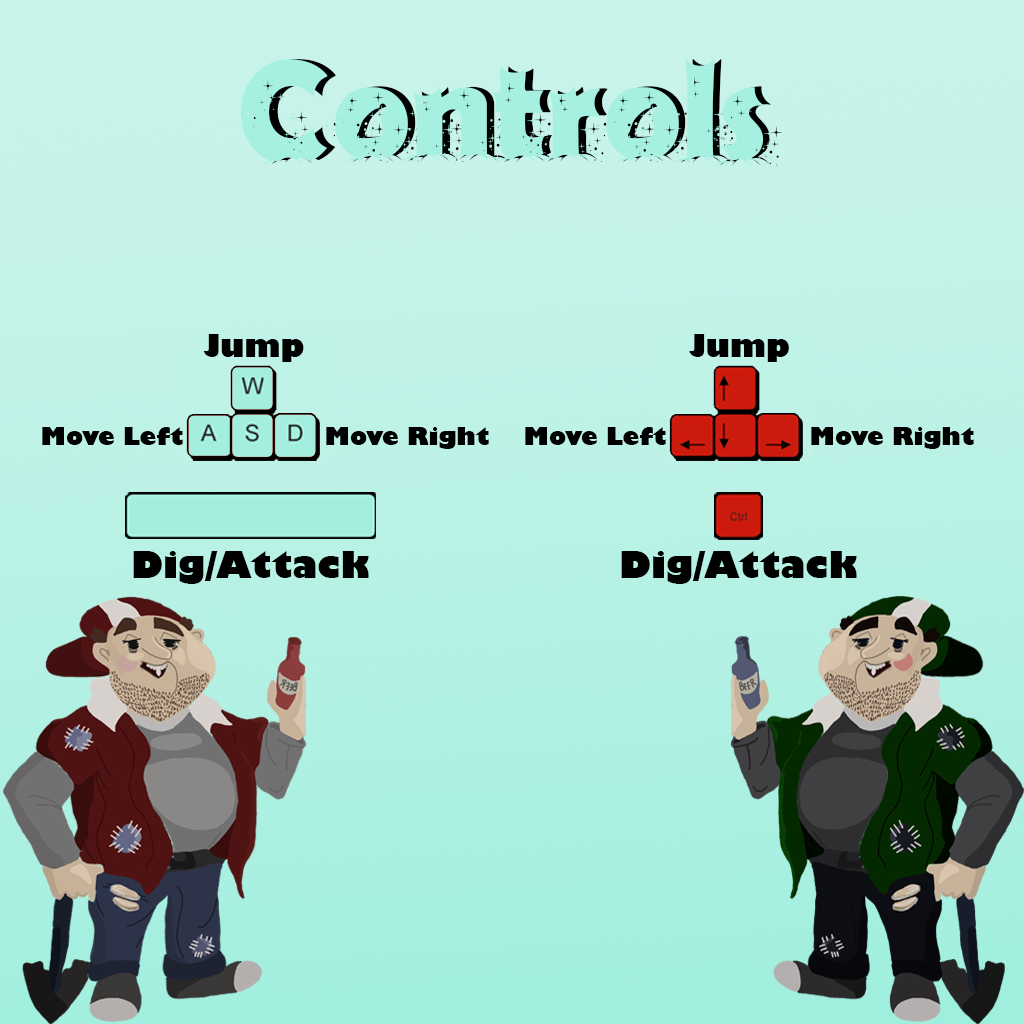 Controls
Jump Jump
W ↑
Move Left A S D Move Right Move Left ← ↓ → Move Right
Ctrl
Dig/Attack Dig/Attack
BEER BEER